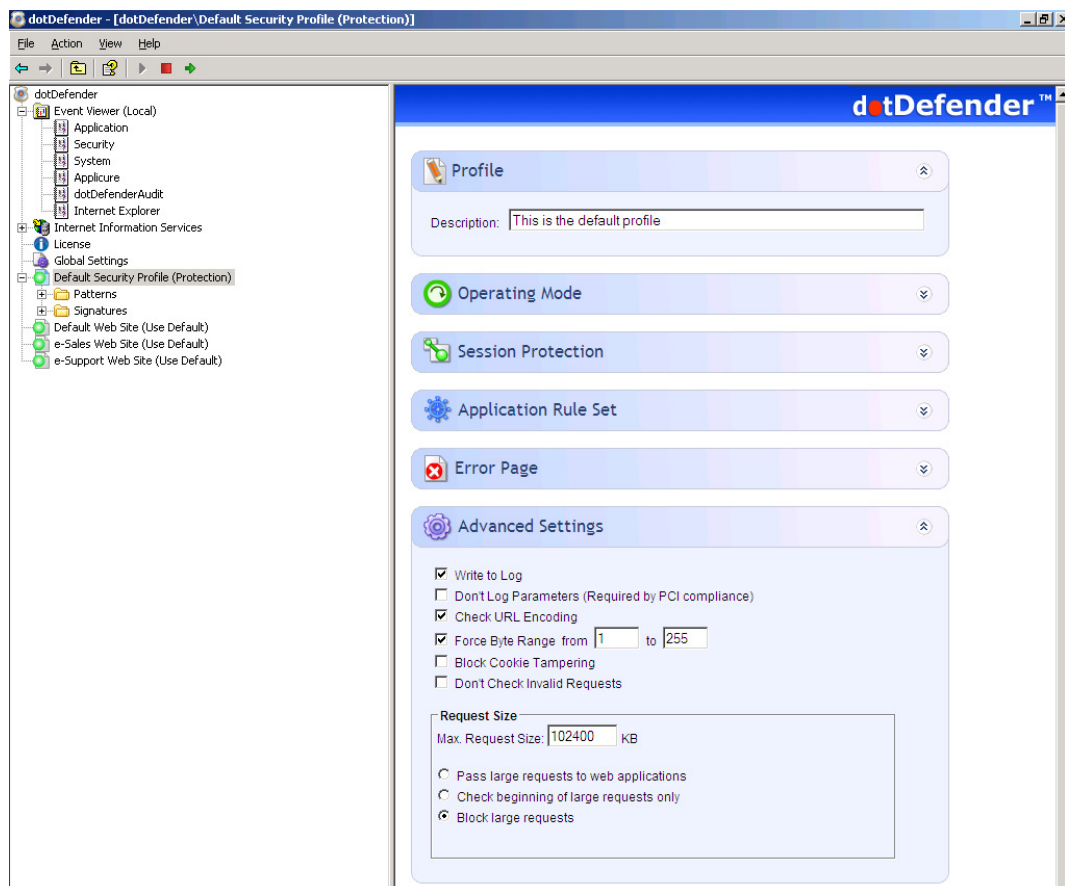 dotDefender - [dotDefender\Default Security Profile (Protection)]
File Action View Help
dotDefender
Event Viewer (Local)
Application
Security
System
Applicure
dotDefenderAudit
Internet Explorer
Internet Information Services
License
Global Settings
Default Security Profile (Protection)
Patterns
Signatures
Default Web Site (Use Default)
e-Sales Web Site (Use Default)
e-Support Web Site (Use Default)
dotDefender™
Profile
Description: This is the default profile
Operating Mode
Session Protection
Application Rule Set
Error Page
Advanced Settings
Write to Log
Don't Log Parameters (Required by PCI compliance)
Check URL Encoding
Force Byte Range from 1 to 255
Block Cookie Tampering
Don't Check Invalid Requests
Request Size
Max. Request Size: 102400 KB
Pass large requests to web applications
Check beginning of large requests only
Block large requests